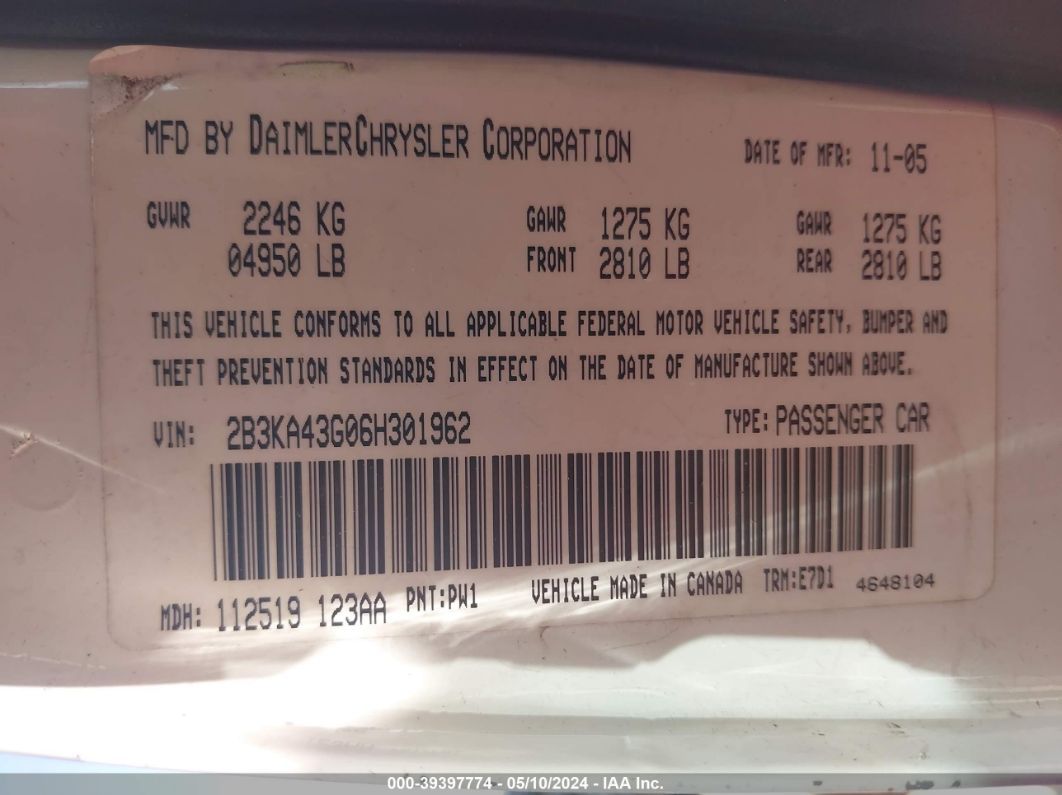 MFD BY DAIMLERCHRYSLER CORPORATION DATE OF MFR: 11-05
GVWR 2246 KG GAWR 1275 KG GAWR 1275 KG
04950 LB FRONT 2810 LB REAR 2810 LB
THIS VEHICLE CONFORMS TO ALL APPLICABLE FEDERAL MOTOR VEHICLE SAFETY, BUMPER AND
THEFT PREVENTION STANDARDS IN EFFECT ON THE DATE OF MANUFACTURE SHOWN ABOVE.
VIN: 2B3KA43G06H301962 TYPE: PASSENGER CAR
MDH: 112519 123AA PNT:PW1 VEHICLE MADE IN CANADA TRM:E7D1 4648104
000-39397774 - 05/10/2024 - IAA Inc.